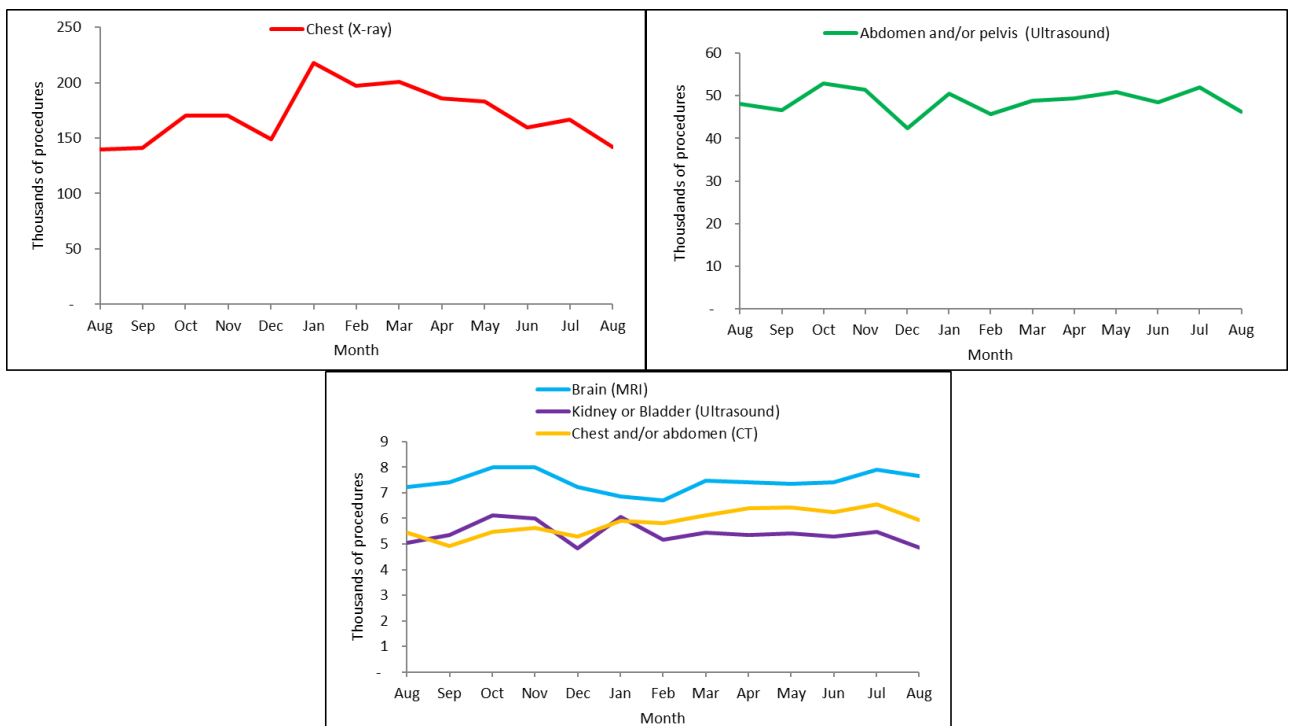 Chest (X-ray)
250
200
150
100
50
-
Thousands of procedures
Aug Sep Oct Nov Dec Jan Feb Mar Apr May Jun Jul Aug
Month
Abdomen and/or pelvis (Ultrasound)
60
50
40
30
20
10
-
Thousdands of procedures
Aug Sep Oct Nov Dec Jan Feb Mar Apr May Jun Jul Aug
Month
Brain (MRI)
Kidney or Bladder (Ultrasound)
Chest and/or abdomen (CT)
9
8
7
6
5
4
3
2
1
-
Thousands of procedures
Aug Sep Oct Nov Dec Jan Feb Mar Apr May Jun Jul Aug
Month